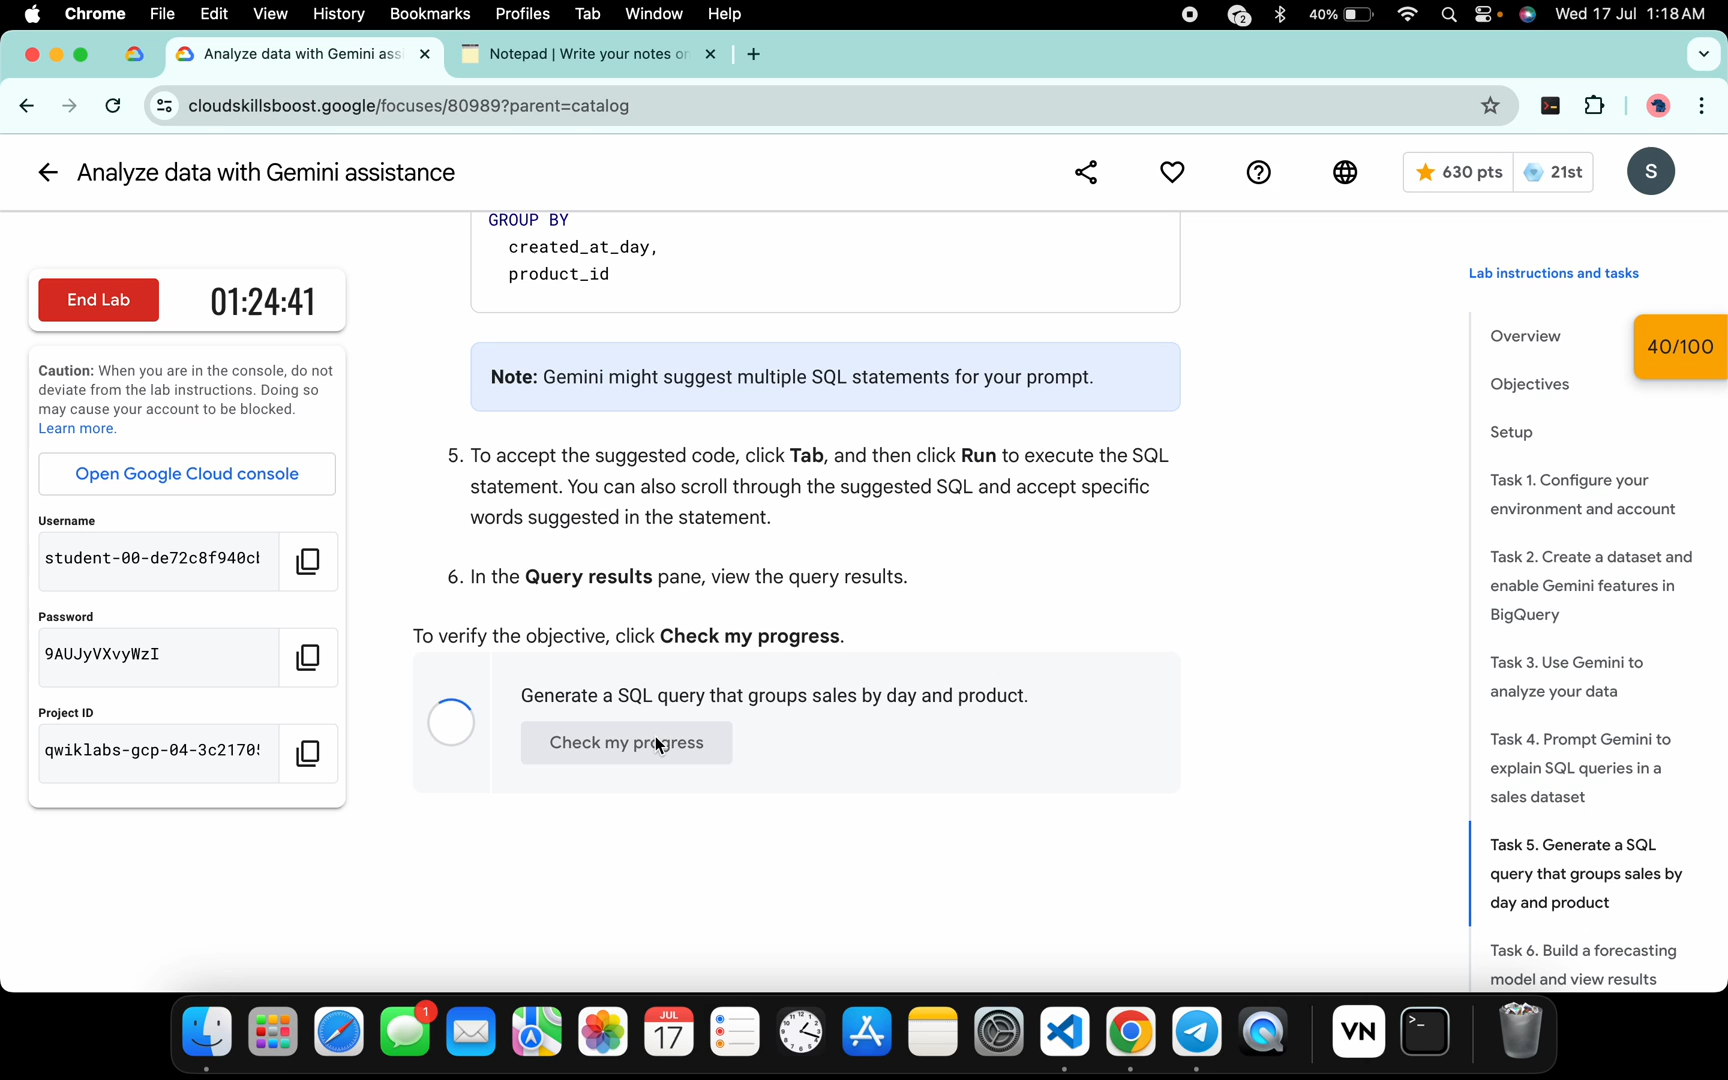 Chrome File Edit View History Bookmarks Profiles Tab Window Help 2 40% Wed 17 Jul 1:18 AM
Analyze data with Gemini assi Notepad | Write your notes or
cloudskillsboost.google/focuses/80989?parent=catalog
Analyze data with Gemini assistance 630 pts 21st S
GROUP BY
created_at_day,
product_id
End Lab 01:24:41
Caution: When you are in the console, do not
deviate from the lab instructions. Doing so
may cause your account to be blocked.
Learn more.
Open Google Cloud console
Username
student-00-de72c8f940cl
Password
9AUJyVXvyWzI
Project ID
qwiklabs-gcp-04-3c2170
Note: Gemini might suggest multiple SQL statements for your prompt.
5. To accept the suggested code, click Tab, and then click Run to execute the SQL
statement. You can also scroll through the suggested SQL and accept specific
words suggested in the statement.
6. In the Query results pane, view the query results.
To verify the objective, click Check my progress.
Generate a SQL query that groups sales by day and product.
Check my progress
Lab instructions and tasks
40/100
Overview
Objectives
Setup
Task 1. Configure your
environment and account
Task 2. Create a dataset and
enable Gemini features in
BigQuery
Task 3. Use Gemini to
analyze your data
Task 4. Prompt Gemini to
explain SQL queries in a
sales dataset
Task 5. Generate a SQL
query that groups sales by
day and product
Task 6. Build a forecasting
model and view results
1
JUL
17
VN